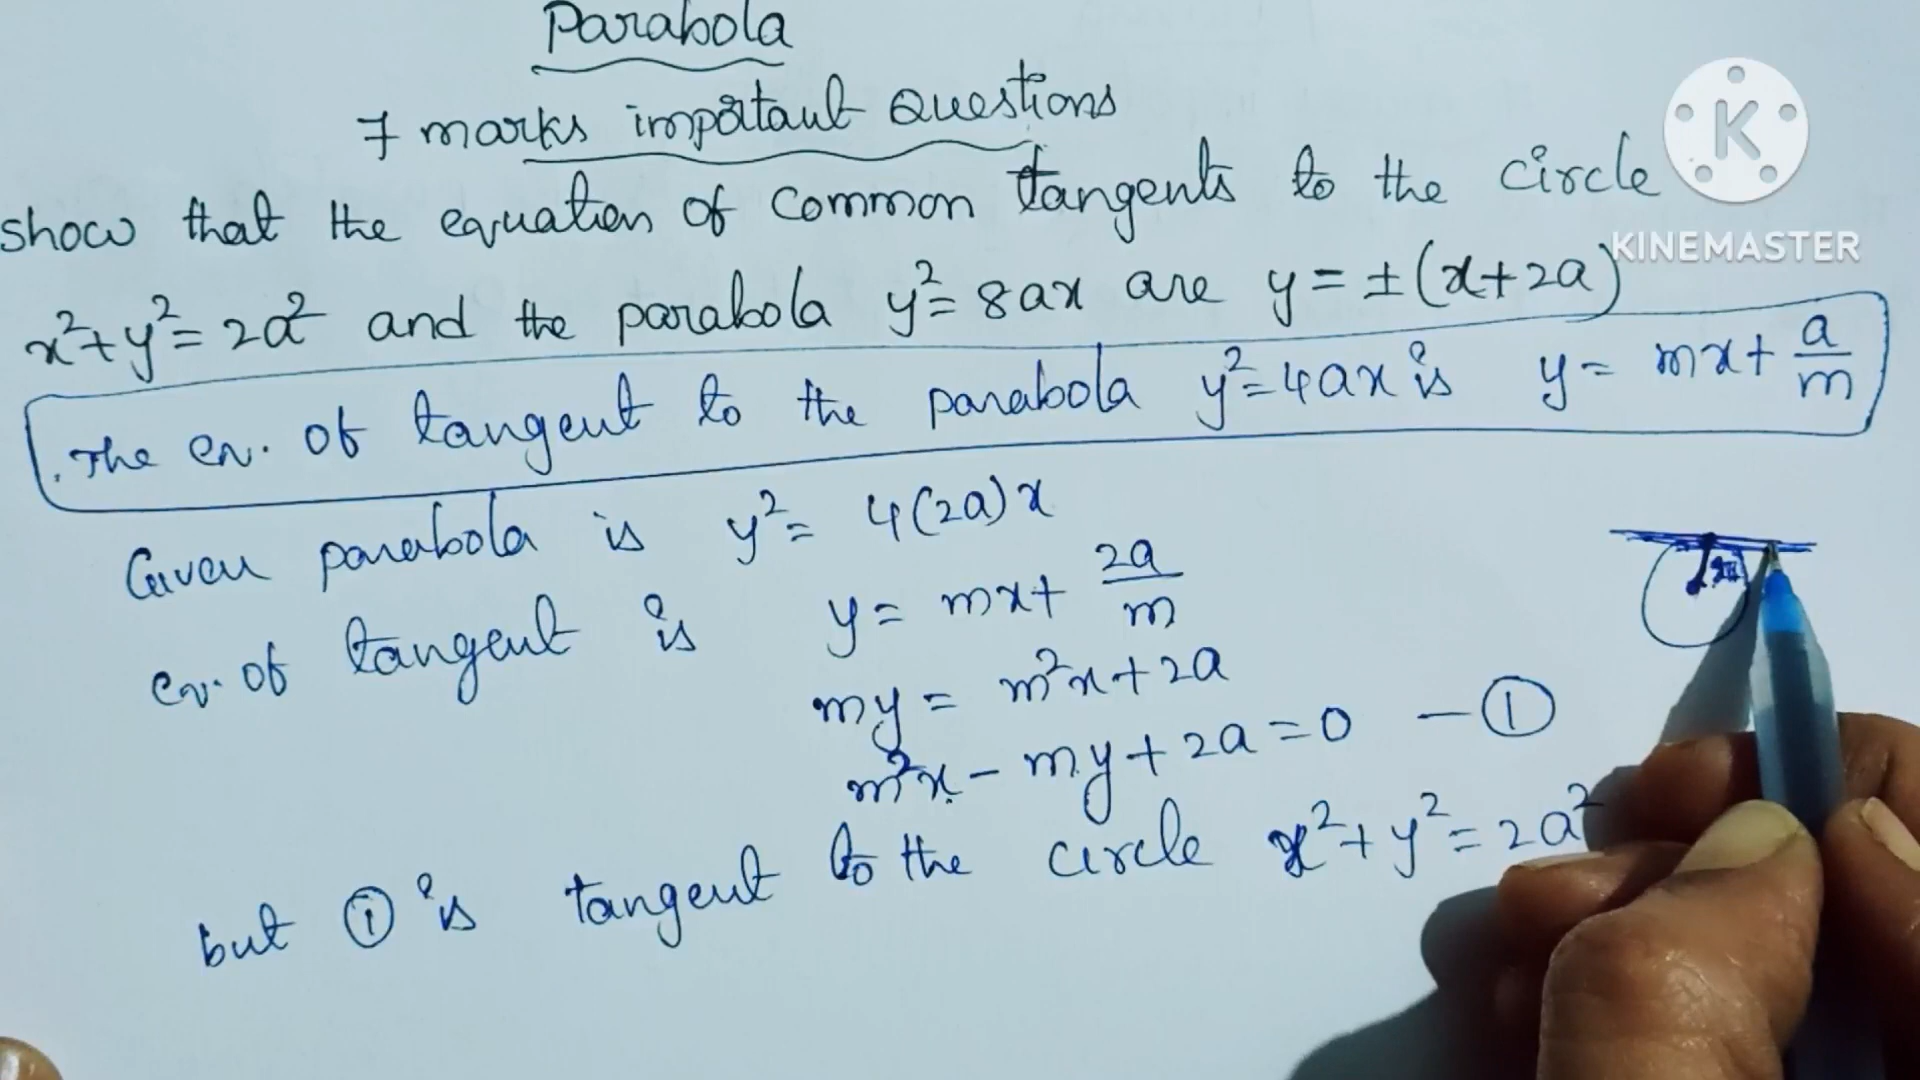 Parabola
7 marks important Questions
show that the equation of common tangents to the circle
x²+y²=2a² and the parabola y²=8ax are y=±(x+2a)
K
KINEMASTER
The eq. of tangent to the parabola y²=4ax is y= mx+ a/m
Given parabola is y²= 4(2a)x
eq. of tangent is y= mx+ 2a/m
my = m²x+2a
m²x - my+2a=0 -①
but ① is tangent to the circle x²+y²=2a²